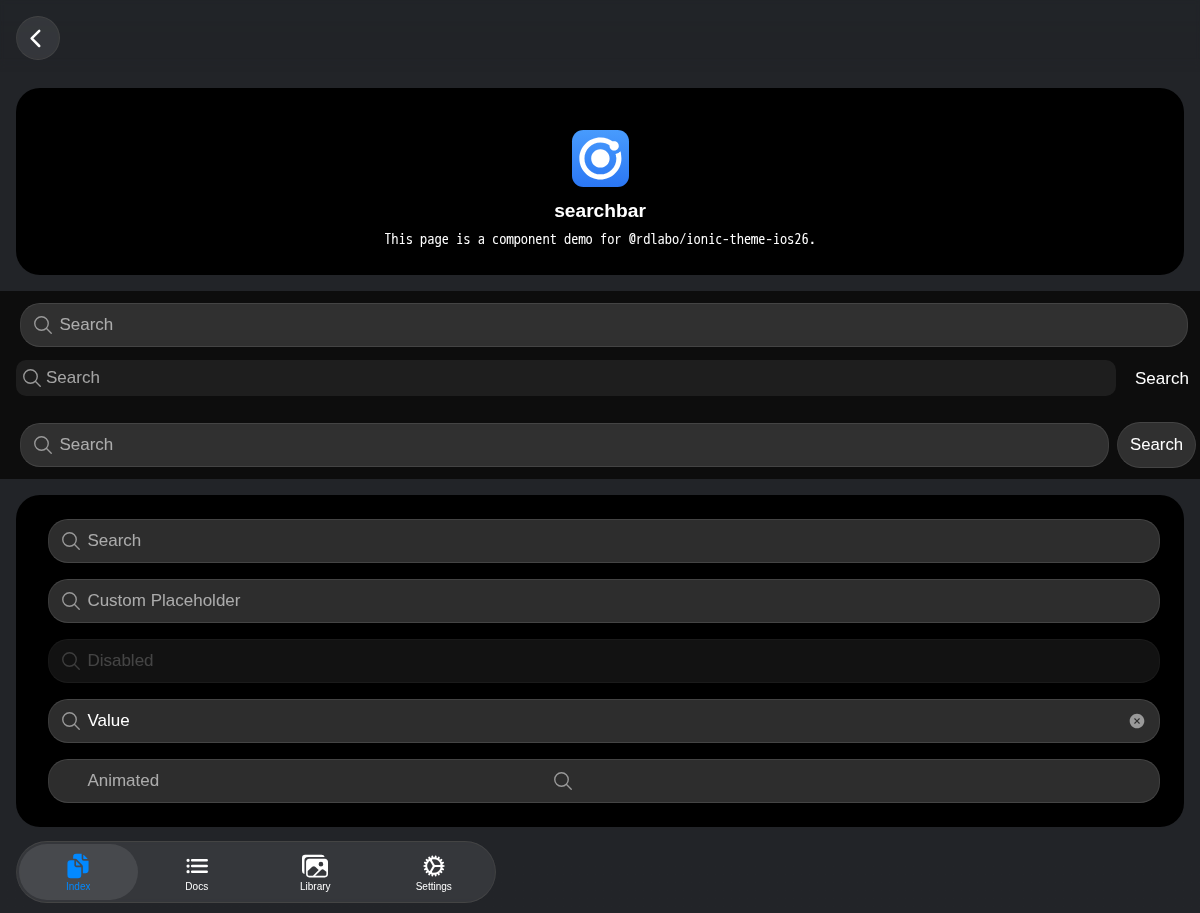 searchbar
This page is a component demo for @rdlabo/ionic-theme-ios26.
Search
Search Search
Search Search
Search
Custom Placeholder
Disabled
Value
Animated
Index Docs Library Settings